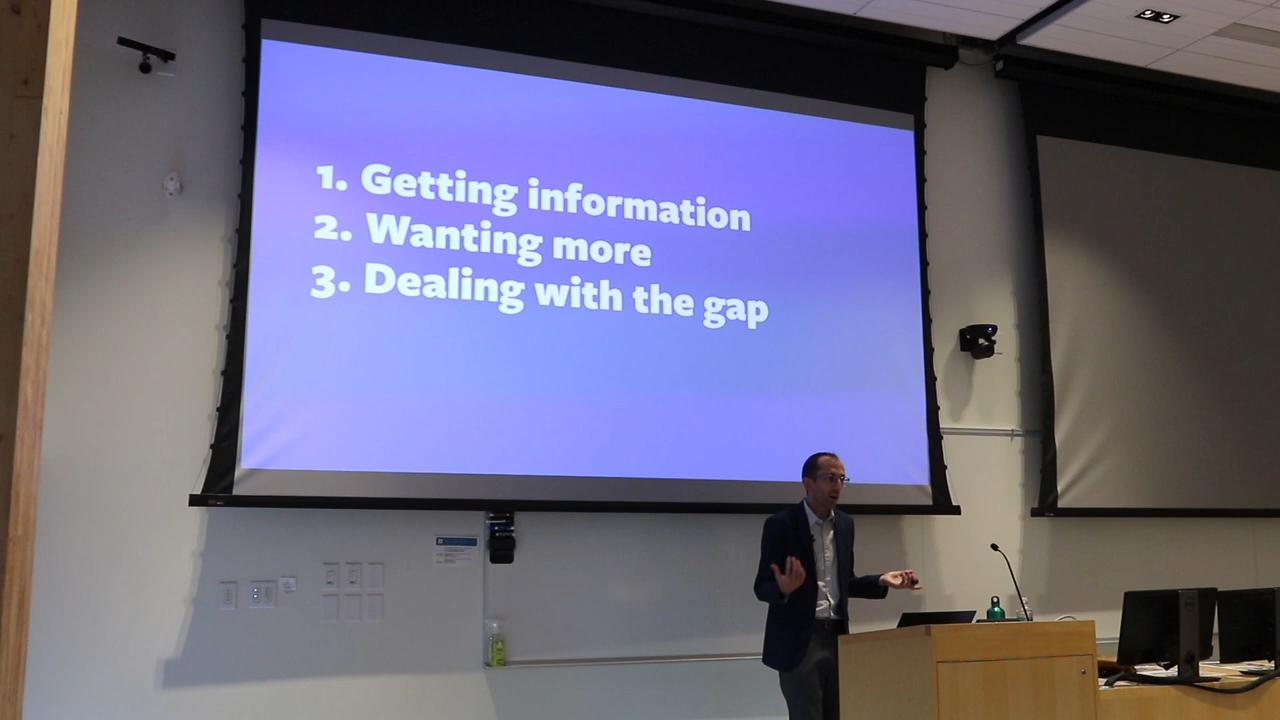 1. Getting information
2. Wanting more
3. Dealing with the gap